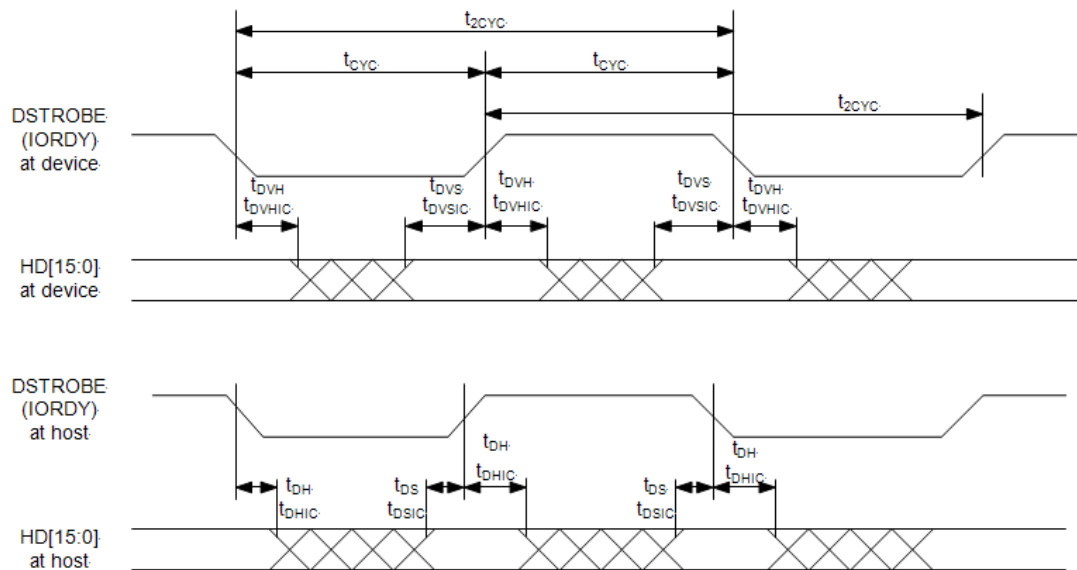 t2CYC
tCYC tCYC
t2CYC
DSTROBE
(IORDY)
at device
tDVH tDVS tDVH tDVS tDVH
tDVHIC tDVSIC tDVHIC tDVSIC tDVHIC
HD[15:0]
at device
DSTROBE
(IORDY)
at host
tDH tDH
tDHIC tDHIC
tDH tDS tDS
tDHIC tDSIC tDSIC
HD[15:0]
at host